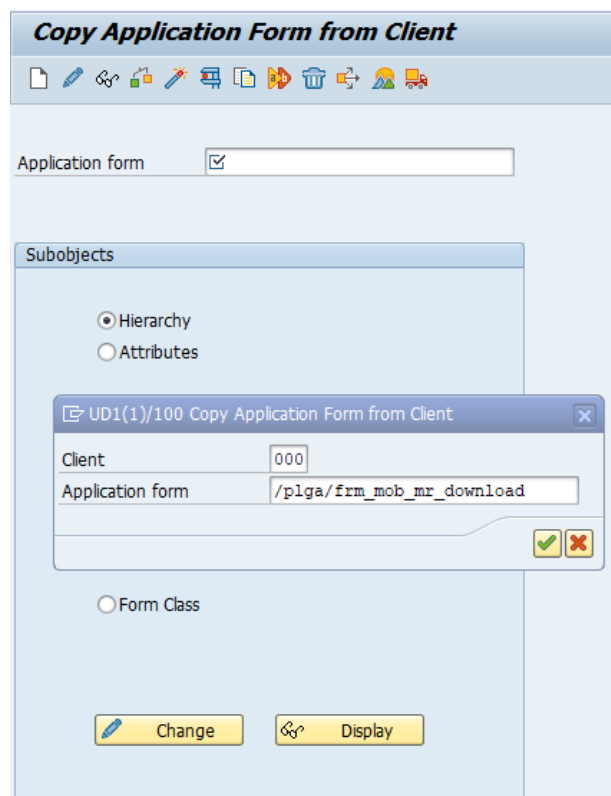 Copy Application Form from Client
Application form
Subobjects
Hierarchy
Attributes
UD1(1)/100 Copy Application Form from Client
Client 000
Application form /plga/frm_mob_mr_download
Form Class
Change Display